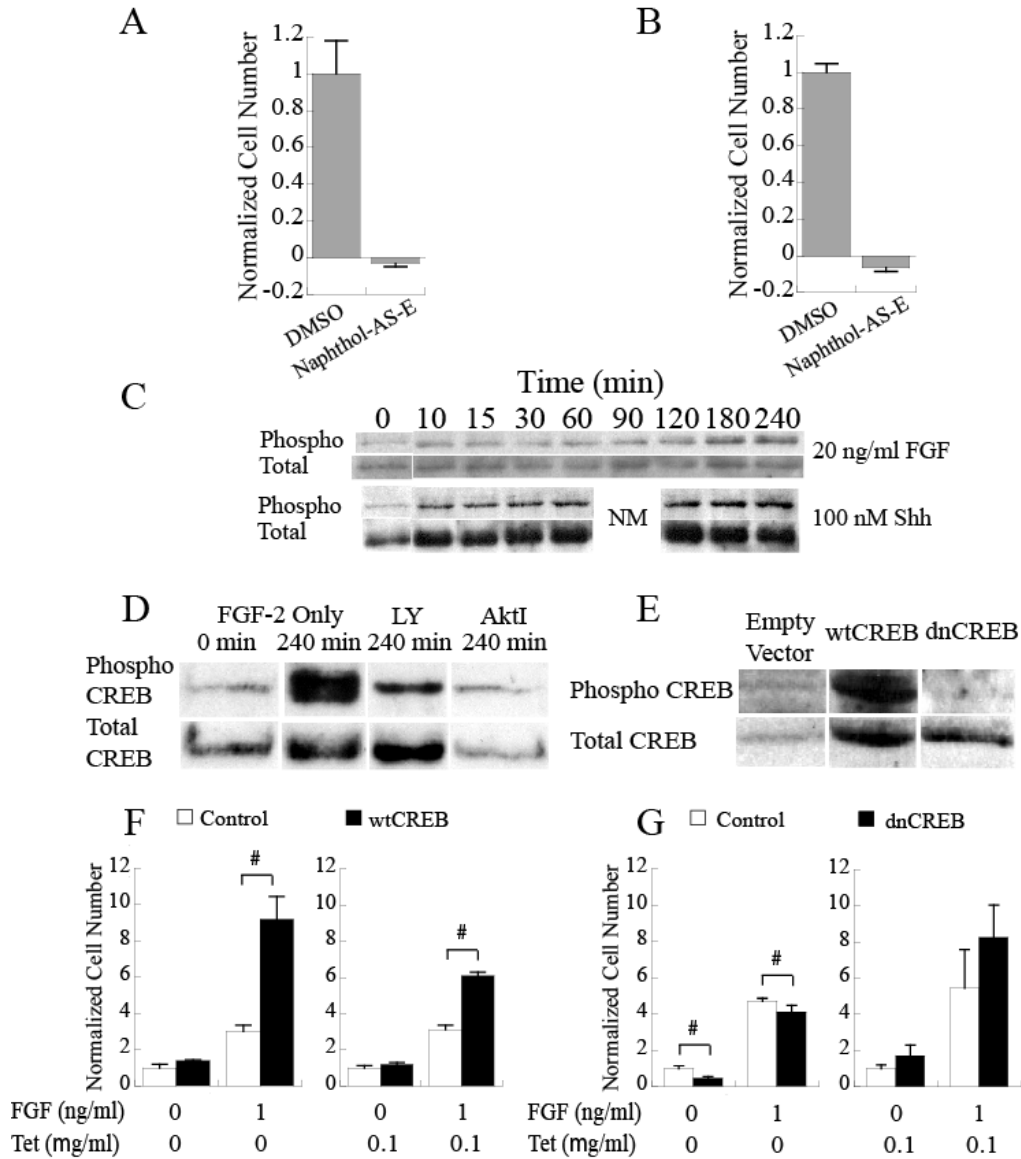 A
Normalized Cell Number
1.2
1
0.8
0.6
0.4
0.2
0
-0.2
DMSO
Naphthol-AS-E
B
Normalized Cell Number
1.2
1
0.8
0.6
0.4
0.2
0
-0.2
DMSO
Naphthol-AS-E
C
Time (min)
0 10 15 30 60 90 120 180 240
Phospho
Total
20 ng/ml FGF
Phospho
Total
NM
100 nM Shh
D
FGF-2 Only LY AktI
0 min 240 min 240 min 240 min
Phospho
CREB
Total
CREB
E
Empty
Vector
wtCREB dnCREB
Phospho CREB
Total CREB
F
Control wtCREB
Normalized Cell Number
12
10
8
6
4
2
0
#
12
10
8
6
4
2
0
#
FGF (ng/ml) 0 1 0 1
Tet (mg/ml) 0 0 0.1 0.1
G
Control dnCREB
Normalized Cell Number
12
10
8
6
4
2
0
#
#
12
10
8
6
4
2
0
FGF (ng/ml) 0 1 0 1
Tet (mg/ml) 0 0 0.1 0.1